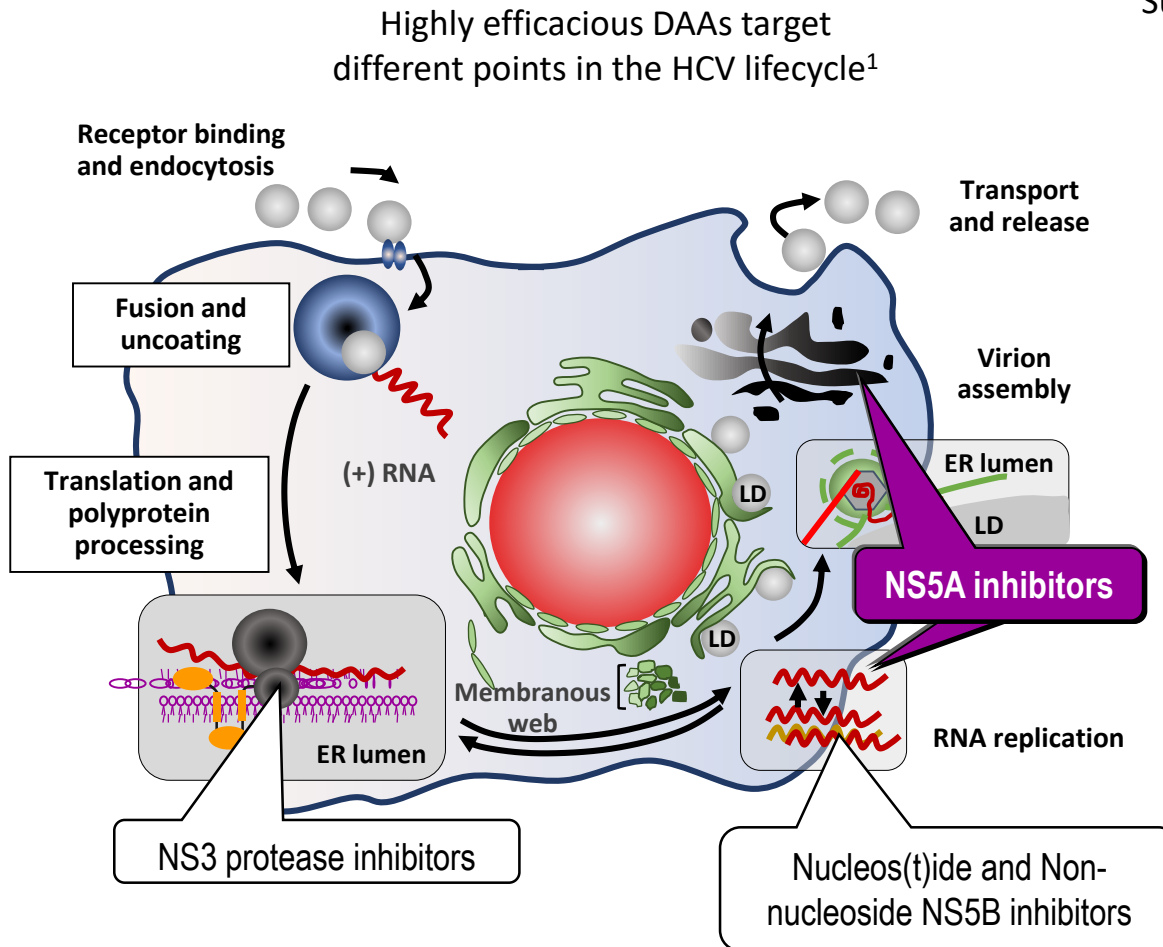 Highly efficacious DAAs target
different points in the HCV lifecycle1
Receptor binding
and endocytosis
Transport
and release
Fusion and
uncoating
Virion
assembly
(+) RNA
Translation and
polyprotein
processing
LD
ER lumen
LD
NS5A inhibitors
LD
Membranous
web
ER lumen
RNA replication
NS3 protease inhibitors
Nucleos(t)ide and Non-
nucleoside NS5B inhibitors